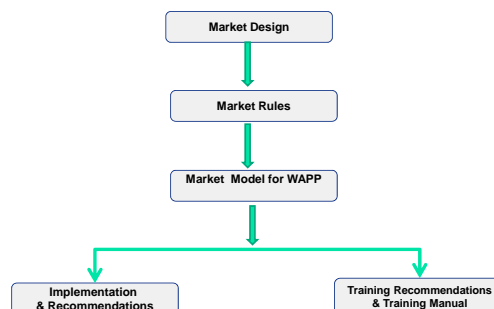 Market Design
Market Rules
Market Model for WAPP
Implementation
& Recommendations
Training Recommendations
& Training Manual